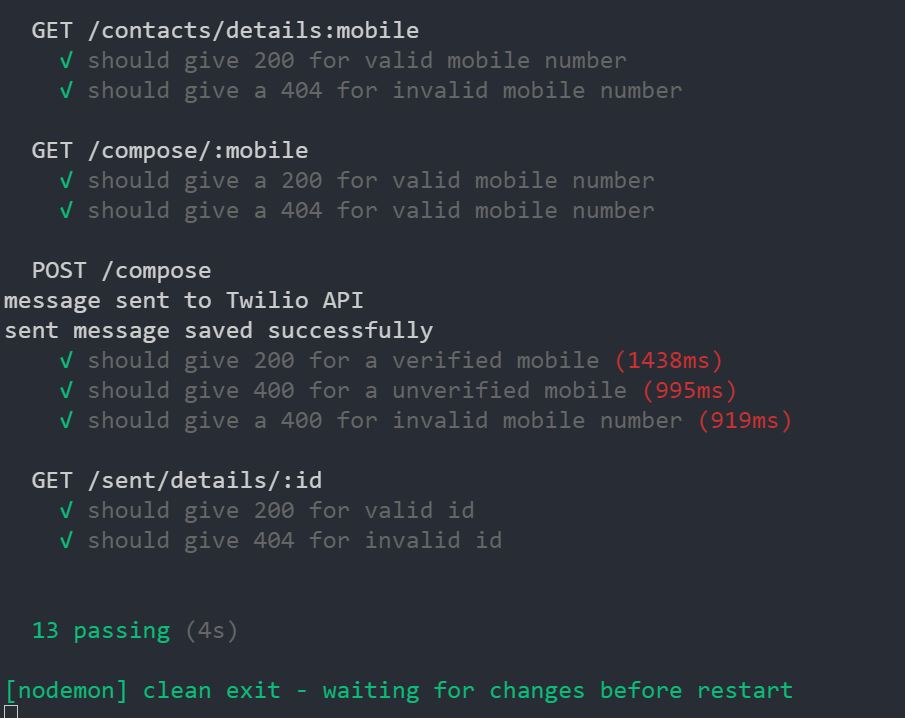 GET /contacts/details:mobile
√ should give 200 for valid mobile number
√ should give a 404 for invalid mobile number
GET /compose/:mobile
√ should give a 200 for valid mobile number
√ should give a 404 for valid mobile number
POST /compose
message sent to Twilio API
sent message saved successfully
√ should give 200 for a verified mobile (1438ms)
√ should give 400 for a unverified mobile (995ms)
√ should give a 400 for invalid mobile number (919ms)
GET /sent/details/:id
√ should give 200 for valid id
√ should give 404 for invalid id
13 passing (4s)
[nodemon] clean exit - waiting for changes before restart